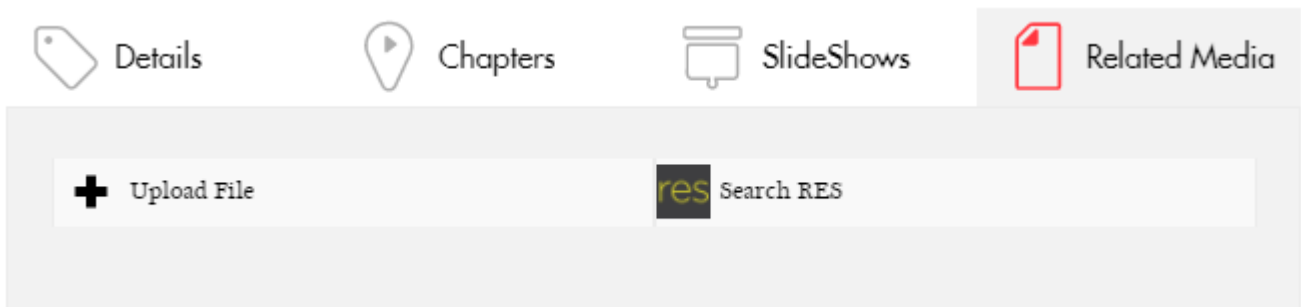 Details Chapters SlideShows Related Media
Upload File res Search RES